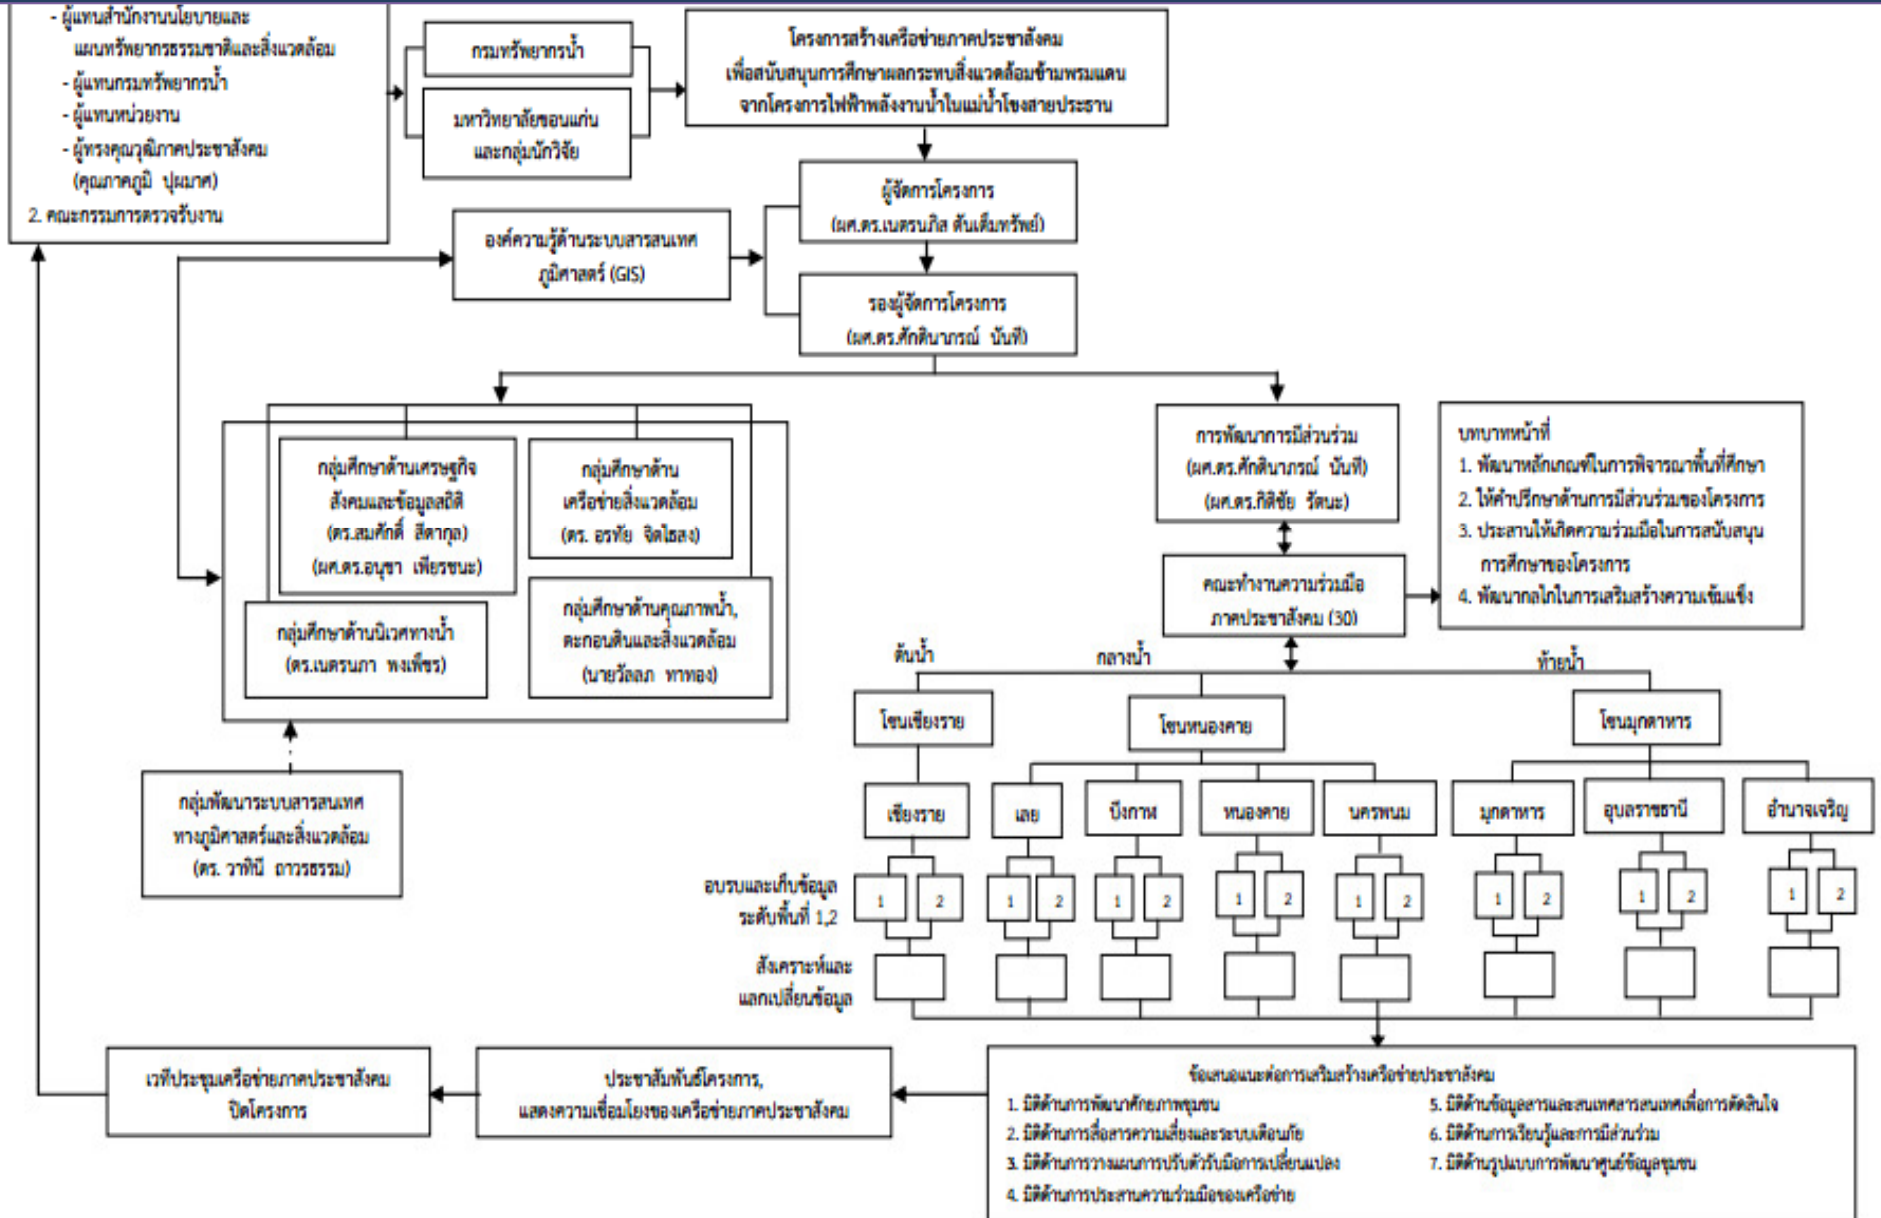 - ผู้แทนสำนักงานนโยบายและ
แผนทรัพยากรธรรมชาติและสิ่งแวดล้อม
- ผู้แทนกรมทรัพยากรน้ำ
- ผู้แทนหน่วยงาน
- ผู้ทรงคุณวุฒิภาคประชาสังคม
(คุณภาคภูมิ ปุผมาศ)
2. คณะกรรมการตรวจรับงาน
กรมทรัพยากรน้ำ
มหาวิทยาลัยขอนแก่น
และกลุ่มนักวิจัย
โครงการสร้างเครือข่ายภาคประชาสังคม
เพื่อสนับสนุนการศึกษาผลกระทบสิ่งแวดล้อมข้ามพรมแดน
จากโครงการไฟฟ้าพลังงานน้ำในแม่น้ำโขงสายประธาน
ผู้จัดการโครงการ
(ผศ.ดร.เนตรนภิส ตันเต็มทรัพย์)
องค์ความรู้ด้านระบบสารสนเทศ
ภูมิศาสตร์ (GIS)
รองผู้จัดการโครงการ
(ผศ.ดร.ศักดินาภรณ์ นันที)
กลุ่มศึกษาด้านเศรษฐกิจ
สังคมและข้อมูลสถิติ
(ดร.สมศักดิ์ สีดากุล)
(ผศ.ดร.อนุชา เพียรชนะ)
กลุ่มศึกษาด้าน
เครือข่ายสิ่งแวดล้อม
(ดร. อรทัย จิตไธสง)
กลุ่มศึกษาด้านนิเวศทางน้ำ
(ดร.เนตรนภา พงเพ็ชร)
กลุ่มศึกษาด้านคุณภาพน้ำ,
ตะกอนดินและสิ่งแวดล้อม
(นายวัลลภ ทาทอง)
กลุ่มพัฒนาระบบสารสนเทศ
ทางภูมิศาสตร์และสิ่งแวดล้อม
(ดร. วาทินี ถาวรธรรม)
การพัฒนาการมีส่วนร่วม
(ผศ.ดร.ศักดินาภรณ์ นันที)
(ผศ.ดร.กิติชัย รัตนะ)
คณะทำงานความร่วมมือ
ภาคประชาสังคม (30)
บทบาทหน้าที่
1. พัฒนาหลักเกณฑ์ในการพิจารณาพื้นที่ศึกษา
2. ให้คำปรึกษาด้านการมีส่วนร่วมของโครงการ
3. ประสานให้เกิดความร่วมมือในการสนับสนุน
การศึกษาของโครงการ
4. พัฒนากลไกในการเสริมสร้างความเข้มแข็ง
ต้นน้ำ
กลางน้ำ
ท้ายน้ำ
โซนเชียงราย
โซนหนองคาย
โซนมุกดาหาร
เชียงราย
เลย
บึงกาฬ
หนองคาย
นครพนม
มุกดาหาร
อุบลราชธานี
อำนาจเจริญ
อบรบและเก็บข้อมูล
ระดับพื้นที่ 1,2
1 2 1 2 1 2 1 2 1 2 1 2 1 2 1 2
สังเคราะห์และ
แลกเปลี่ยนข้อมูล
เวทีประชุมเครือข่ายภาคประชาสังคม
ปิดโครงการ
ประชาสัมพันธ์โครงการ,
แสดงความเชื่อมโยงของเครือข่ายภาคประชาสังคม
ข้อเสนอแนะต่อการเสริมสร้างเครือข่ายประชาสังคม
1. มิติด้านการพัฒนาศักยภาพชุมชน
2. มิติด้านการสื่อสารความเสี่ยงและระบบเตือนภัย
3. มิติด้านการวางแผนการปรับตัวรับมือการเปลี่ยนแปลง
4. มิติด้านการประสานความร่วมมือของเครือข่าย
5. มิติด้านข้อมูลสารและสนเทศสารสนเทศเพื่อการตัดสินใจ
6. มิติด้านการเรียนรู้และการมีส่วนร่วม
7. มิติด้านรูปแบบการพัฒนาศูนย์ข้อมูลชุมชน